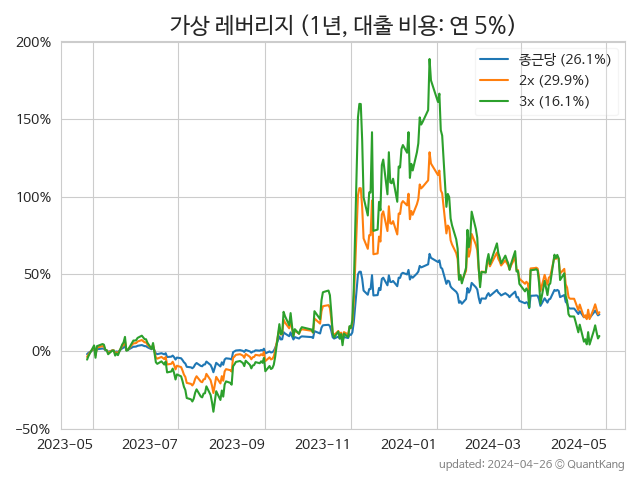 가상 레버리지 (1년, 대출 비용: 연 5%)
200%
150%
100%
50%
0%
−50%
종근당 (26.1%)
2x (29.9%)
3x (16.1%)
2023-05
2023-07
2023-09
2023-11
2024-01
2024-03
2024-05
updated: 2024-04-26 © QuantKang